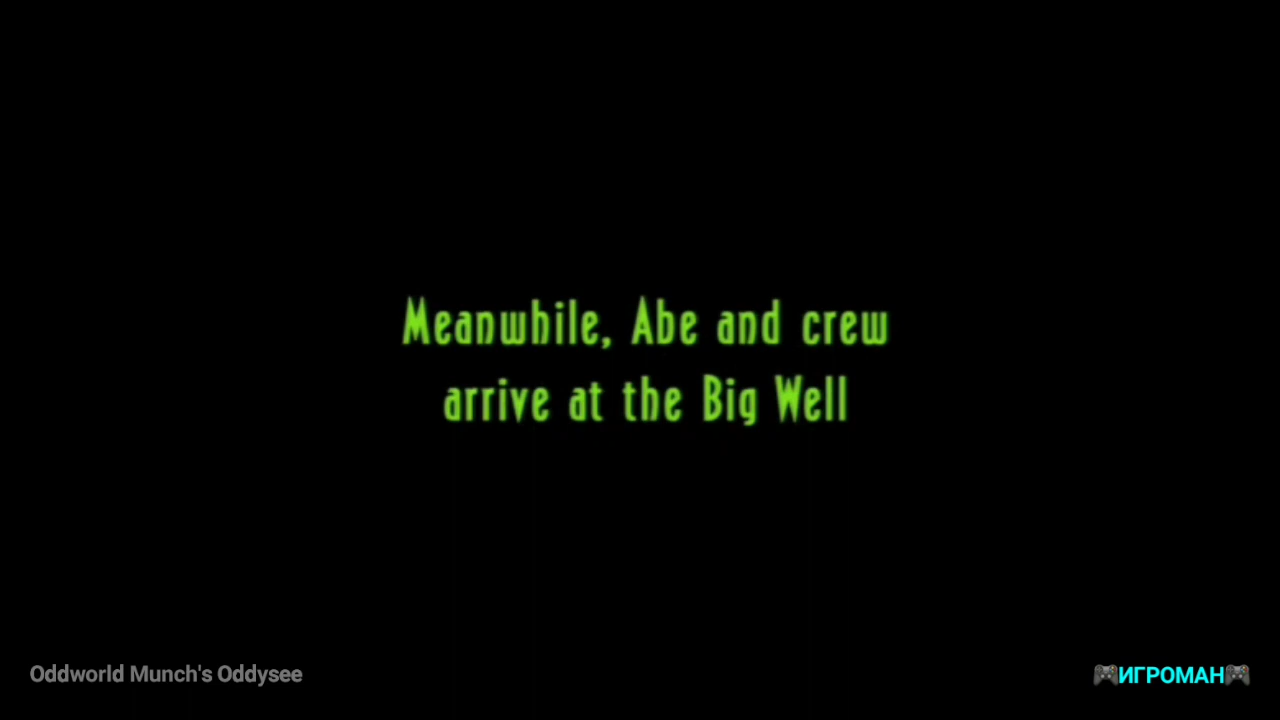 Meanwhile, Abe and crew
arrive at the Big Well
Oddworld Munch's Oddysee
🎮ИГРОМАН🎮